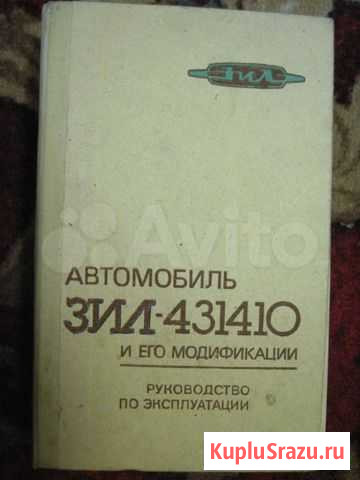 ЗИЛ
Avito
АВТОМОБИЛЬ
ЗИЛ-431410
И ЕГО МОДИФИКАЦИИ
РУКОВОДСТВО
ПО ЭКСПЛУАТАЦИИ
KupluSrazu.ru